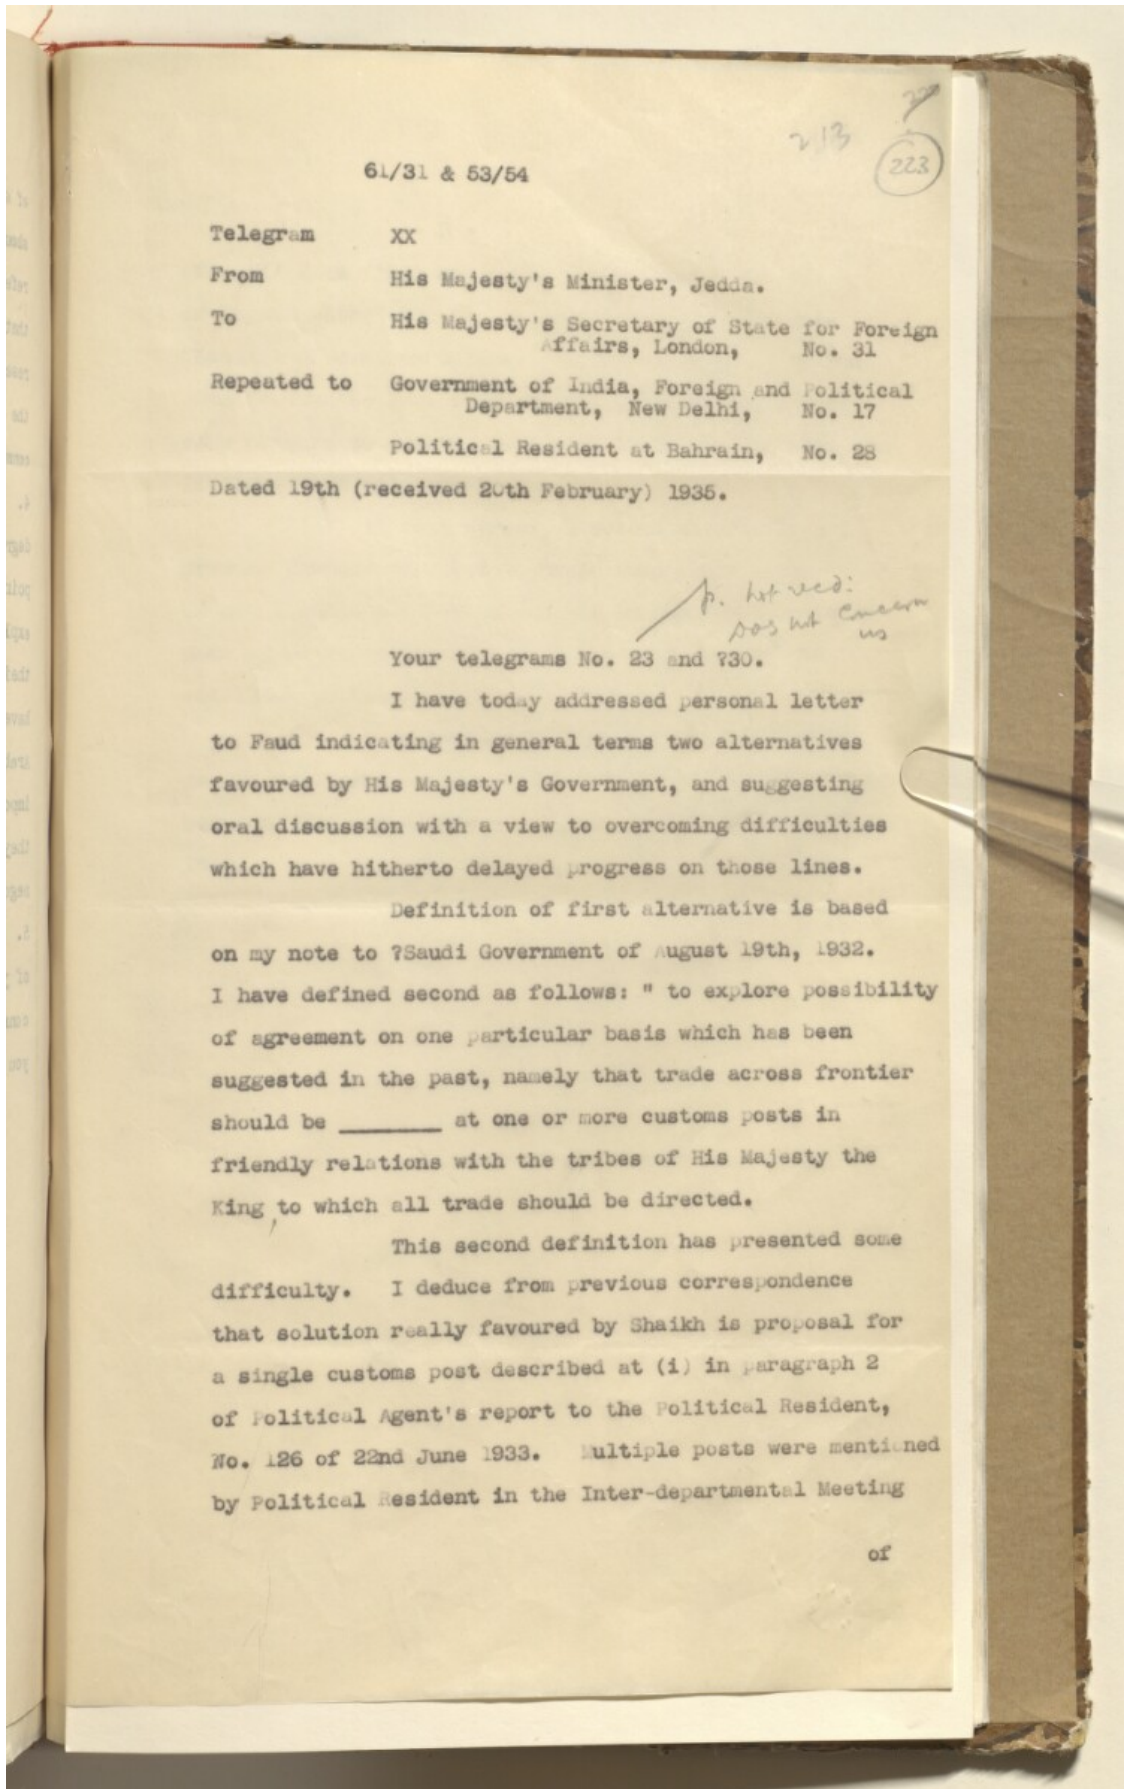 213
223
61/31 & 53/54
Telegram XX
From His Majesty's Minister, Jedda.
To His Majesty's Secretary of State for Foreign
Affairs, London, No. 31
Repeated to Government of India, Foreign and Political
Department, New Delhi, No. 17
Political Resident at Bahrain, No. 28
Dated 19th (received 20th February) 1935.
p. not recd:
Does not concern
us
Your telegrams No. 23 and ?30.
I have today addressed personal letter
to Faud indicating in general terms two alternatives
favoured by His Majesty's Government, and suggesting
oral discussion with a view to overcoming difficulties
which have hitherto delayed progress on those lines.
Definition of first alternative is based
on my note to ?Saudi Government of August 19th, 1932.
I have defined second as follows: " to explore possibility
of agreement on one particular basis which has been
suggested in the past, namely that trade across frontier
should be ________ at one or more customs posts in
friendly relations with the tribes of His Majesty the
King, to which all trade should be directed.
This second definition has presented some
difficulty. I deduce from previous correspondence
that solution really favoured by Shaikh is proposal for
a single customs post described at (i) in paragraph 2
of Political Agent's report to the Political Resident,
No. 126 of 22nd June 1933. Multiple posts were mentioned
by Political Resident in the Inter-departmental Meeting
of